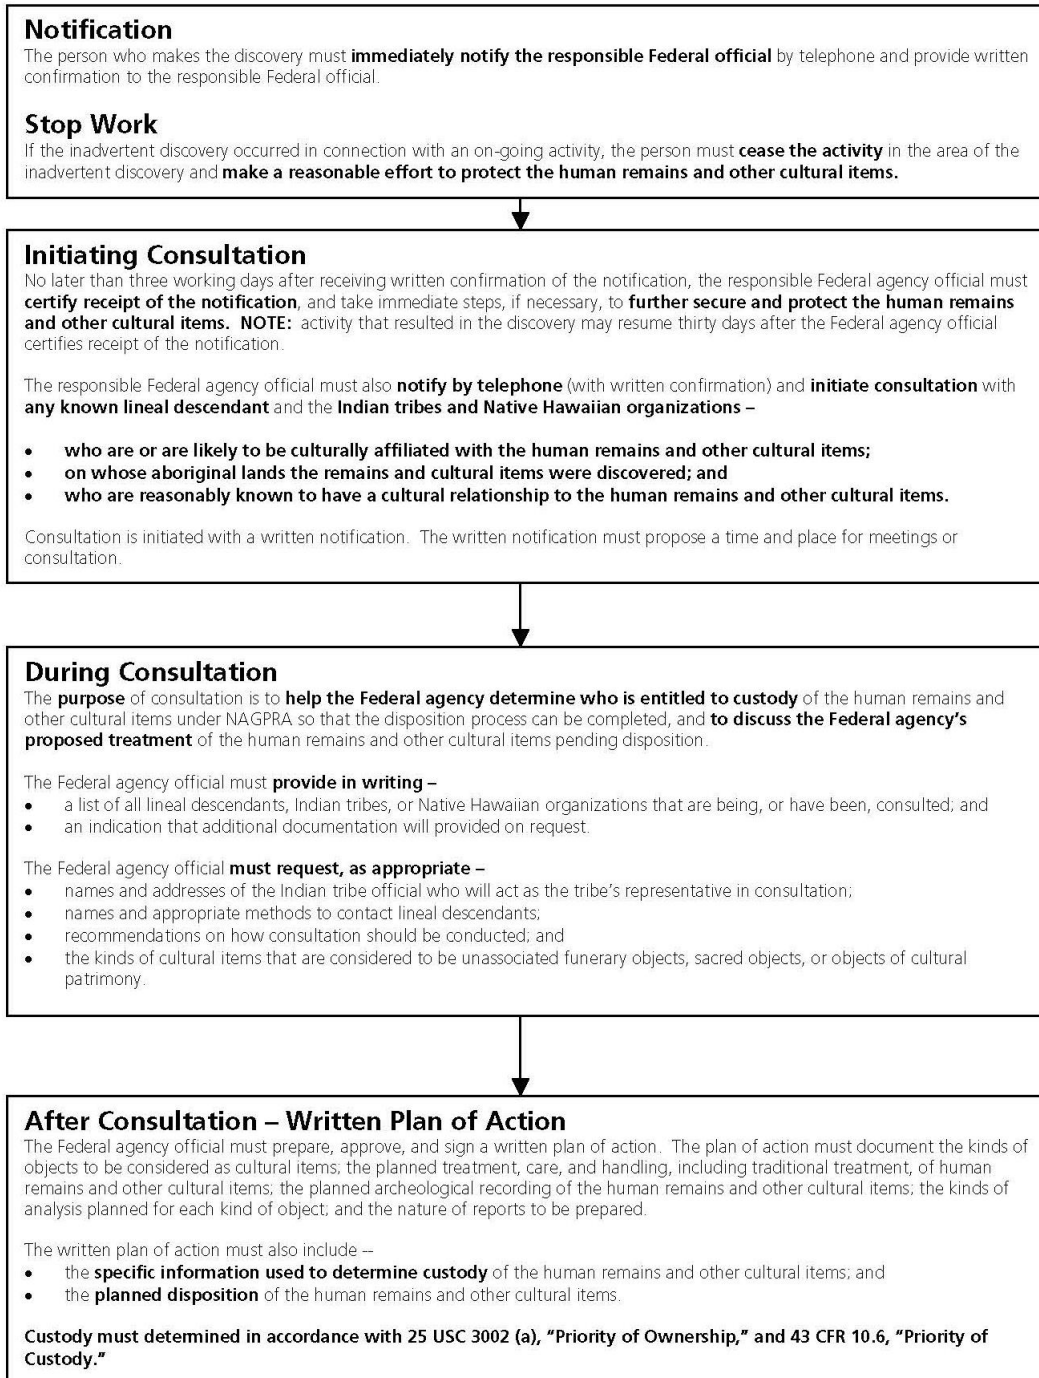 Notification
The person who makes the discovery must immediately notify the responsible Federal official by telephone and provide written
confirmation to the responsible Federal official.
Stop Work
If the inadvertent discovery occurred in connection with an on-going activity, the person must cease the activity in the area of the
inadvertent discovery and make a reasonable effort to protect the human remains and other cultural items.
Initiating Consultation
No later than three working days after receiving written confirmation of the notification, the responsible Federal agency official must
certify receipt of the notification, and take immediate steps, if necessary, to further secure and protect the human remains
and other cultural items. NOTE: activity that resulted in the discovery may resume thirty days after the Federal agency official
certifies receipt of the notification.
The responsible Federal agency official must also notify by telephone (with written confirmation) and initiate consultation with
any known lineal descendant and the Indian tribes and Native Hawaiian organizations –
• who are or are likely to be culturally affiliated with the human remains and other cultural items;
• on whose aboriginal lands the remains and cultural items were discovered; and
• who are reasonably known to have a cultural relationship to the human remains and other cultural items.
Consultation is initiated with a written notification. The written notification must propose a time and place for meetings or
consultation.
During Consultation
The purpose of consultation is to help the Federal agency determine who is entitled to custody of the human remains and
other cultural items under NAGPRA so that the disposition process can be completed, and to discuss the Federal agency’s
proposed treatment of the human remains and other cultural items pending disposition.
The Federal agency official must provide in writing –
• a list of all lineal descendants, Indian tribes, or Native Hawaiian organizations that are being, or have been, consulted; and
• an indication that additional documentation will provided on request.
The Federal agency official must request, as appropriate –
• names and addresses of the Indian tribe official who will act as the tribe’s representative in consultation;
• names and appropriate methods to contact lineal descendants;
• recommendations on how consultation should be conducted; and
• the kinds of cultural items that are considered to be unassociated funerary objects, sacred objects, or objects of cultural
patrimony.
After Consultation – Written Plan of Action
The Federal agency official must prepare, approve, and sign a written plan of action. The plan of action must document the kinds of
objects to be considered as cultural items; the planned treatment, care, and handling, including traditional treatment, of human
remains and other cultural items; the planned archeological recording of the human remains and other cultural items; the kinds of
analysis planned for each kind of object; and the nature of reports to be prepared.
The written plan of action must also include --
• the specific information used to determine custody of the human remains and other cultural items; and
• the planned disposition of the human remains and other cultural items.
Custody must determined in accordance with 25 USC 3002 (a), “Priority of Ownership,” and 43 CFR 10.6, “Priority of
Custody.”